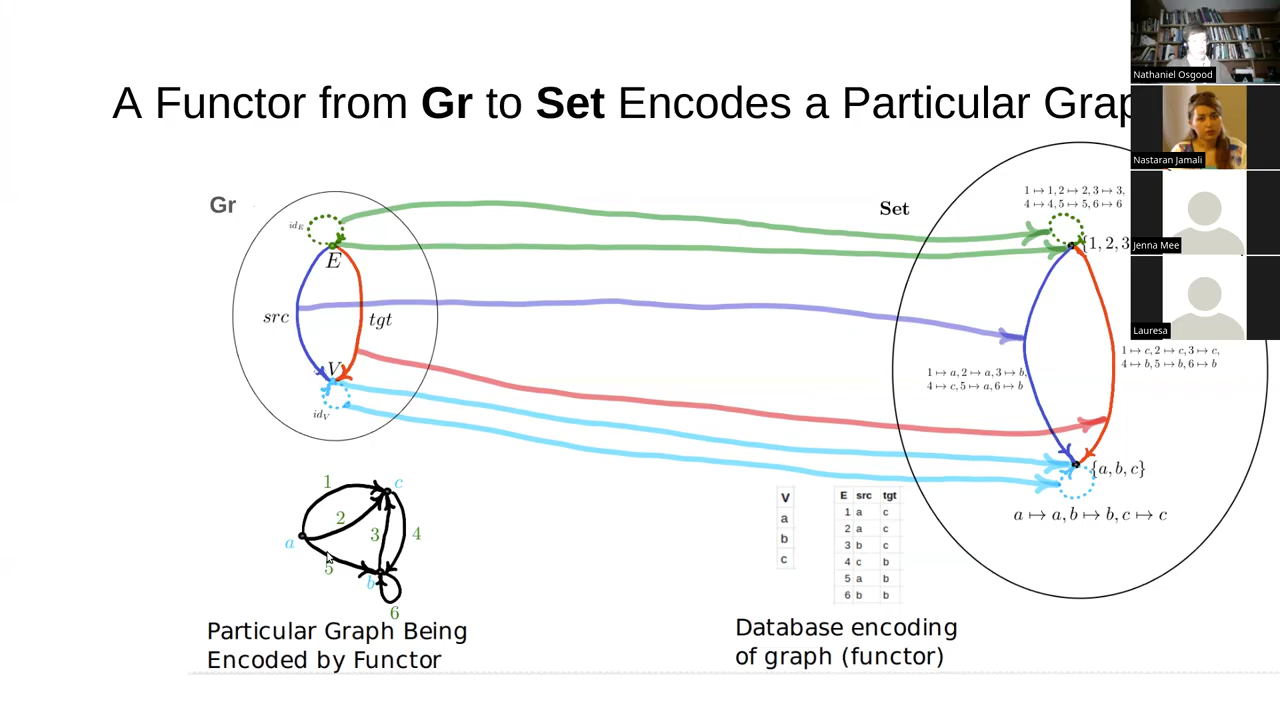 A Functor from Gr to Set Encodes a Particular Grap
Nathaniel Osgood
Nastaran Jamali
Jenna Mee
Lauresa
Gr
Set
id_E
E
src
tgt
V
id_V
1 ↦ 1, 2 ↦ 2, 3 ↦ 3,
4 ↦ 4, 5 ↦ 5, 6 ↦ 6
{1, 2, 3
1 ↦ a, 2 ↦ a, 3 ↦ b,
4 ↦ c, 5 ↦ a, 6 ↦ b
1 ↦ c, 2 ↦ c, 3 ↦ c,
4 ↦ b, 5 ↦ b, 6 ↦ b
{a, b, c}
a ↦ a, b ↦ b, c ↦ c
1
c
2
3
4
a
5
b
6
Particular Graph Being
Encoded by Functor
V
a
b
c
E src tgt
1 a c
2 a c
3 b c
4 c b
5 a b
6 b b
Database encoding
of graph (functor)